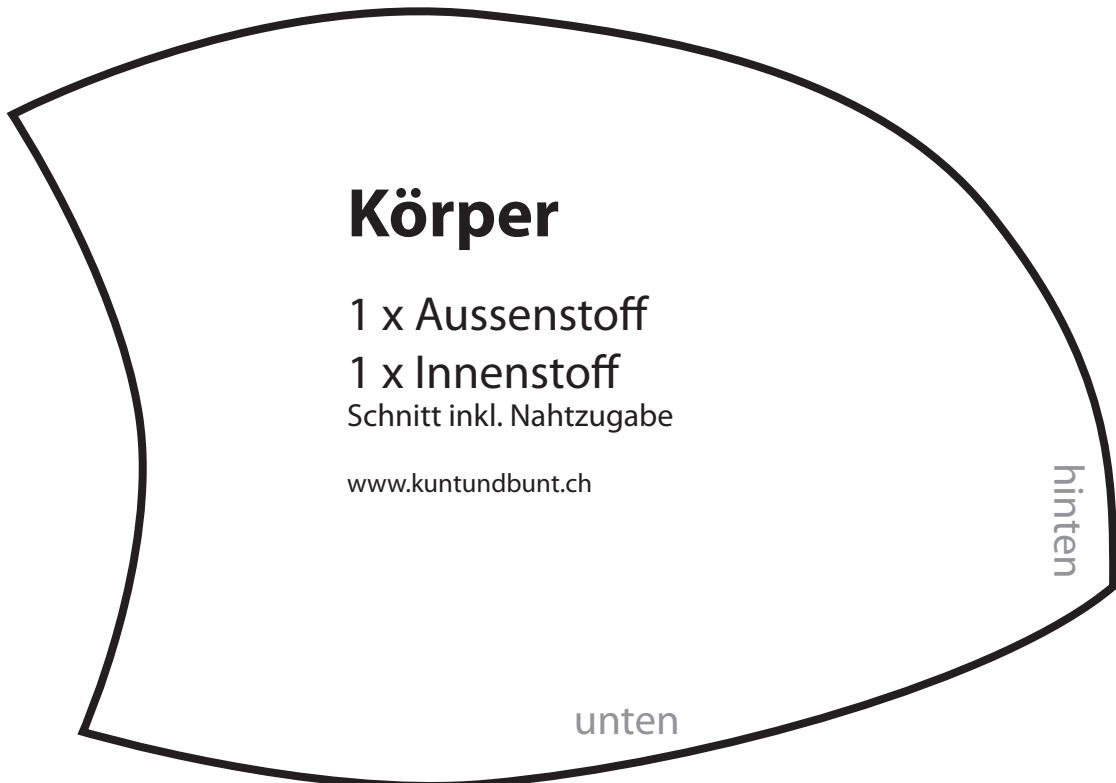 Körper
1 x Aussenstoff
1 x Innenstoff
Schnitt inkl. Nahtzugabe
www.kuntundbunt.ch
hinten
unten